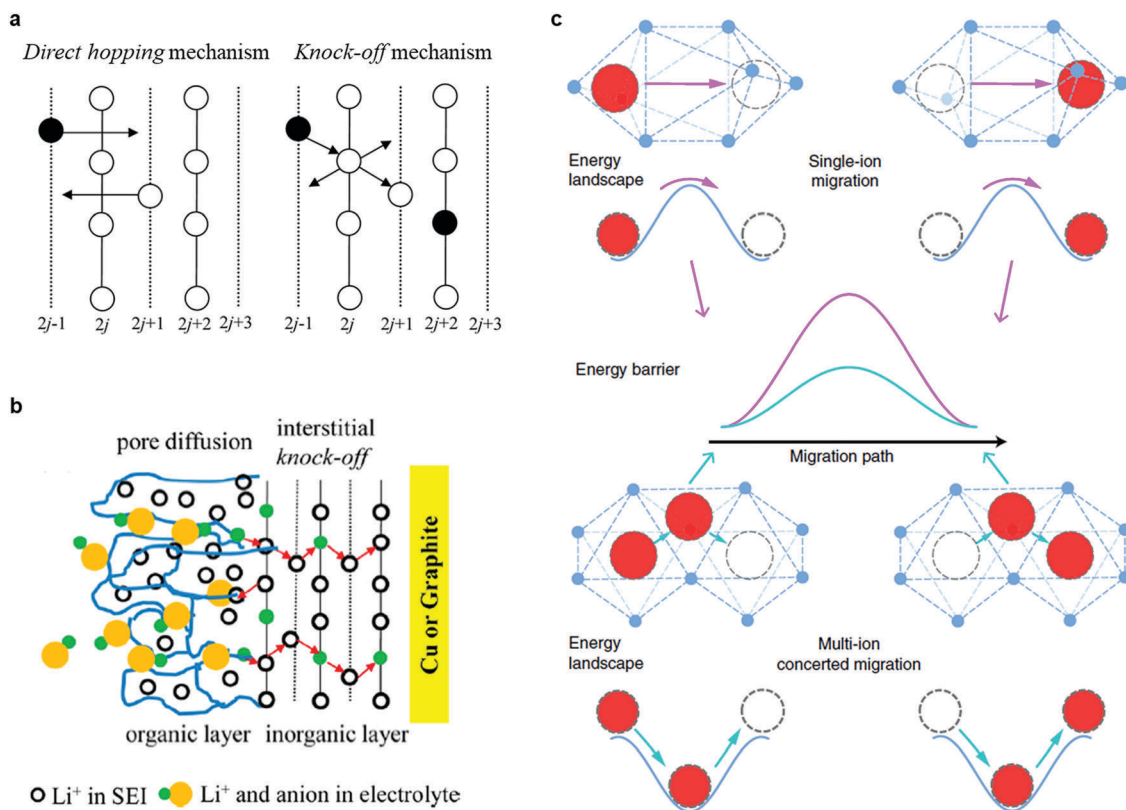 a
Direct hopping mechanism
Knock-off mechanism
2j-1 2j 2j+1 2j+2 2j+3
2j-1 2j 2j+1 2j+2 2j+3
b
pore diffusion
interstitial
knock-off
Cu or Graphite
organic layer
inorganic layer
Li⁺ in SEI
Li⁺ and anion in electrolyte
c
Energy
landscape
Single-ion
migration
Energy barrier
Migration path
Energy
landscape
Multi-ion
concerted migration